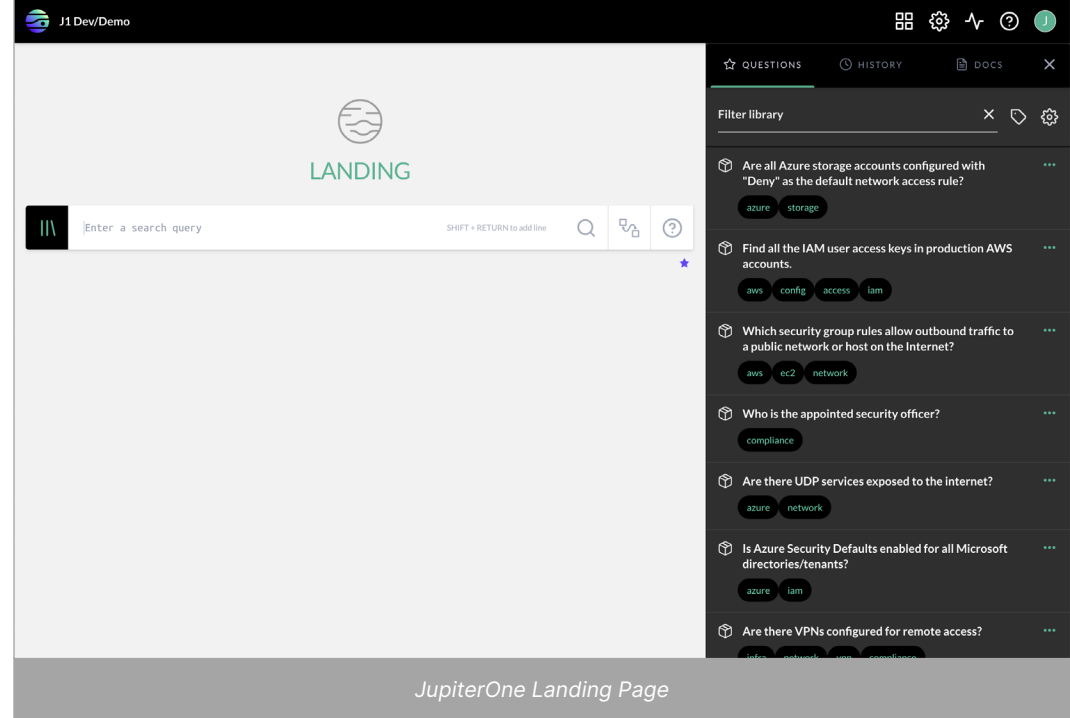 J1 Dev/Demo
J
QUESTIONS
HISTORY
DOCS
Filter library
LANDING
Enter a search query
SHIFT + RETURN to add line
Are all Azure storage accounts configured with
"Deny" as the default network access rule?
azure storage
Find all the IAM user access keys in production AWS
accounts.
aws config access iam
Which security group rules allow outbound traffic to
a public network or host on the Internet?
aws ec2 network
Who is the appointed security officer?
compliance
Are there UDP services exposed to the internet?
azure network
Is Azure Security Defaults enabled for all Microsoft
directories/tenants?
azure iam
Are there VPNs configured for remote access?
infra network vpn compliance
JupiterOne Landing Page